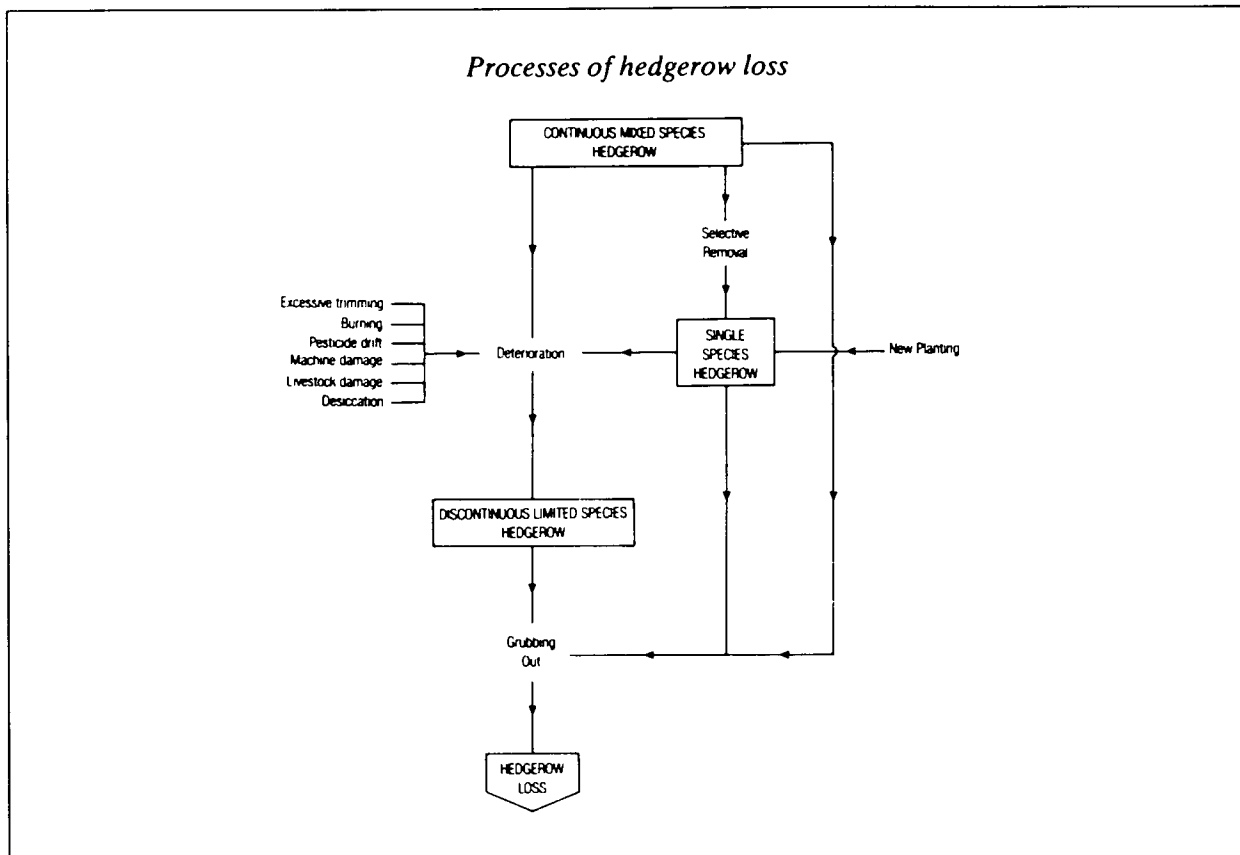 Processes of hedgerow loss
CONTINUOUS MIXED SPECIES
HEDGEROW
Selective
Removal
Excessive trimming
Burning
Pesticide drift
Machine damage
Livestock damage
Desiccation
Deterioration
SINGLE
SPECIES
HEDGEROW
New Planting
DISCONTINUOUS LIMITED SPECIES
HEDGEROW
Grubbing
Out
HEDGEROW
LOSS